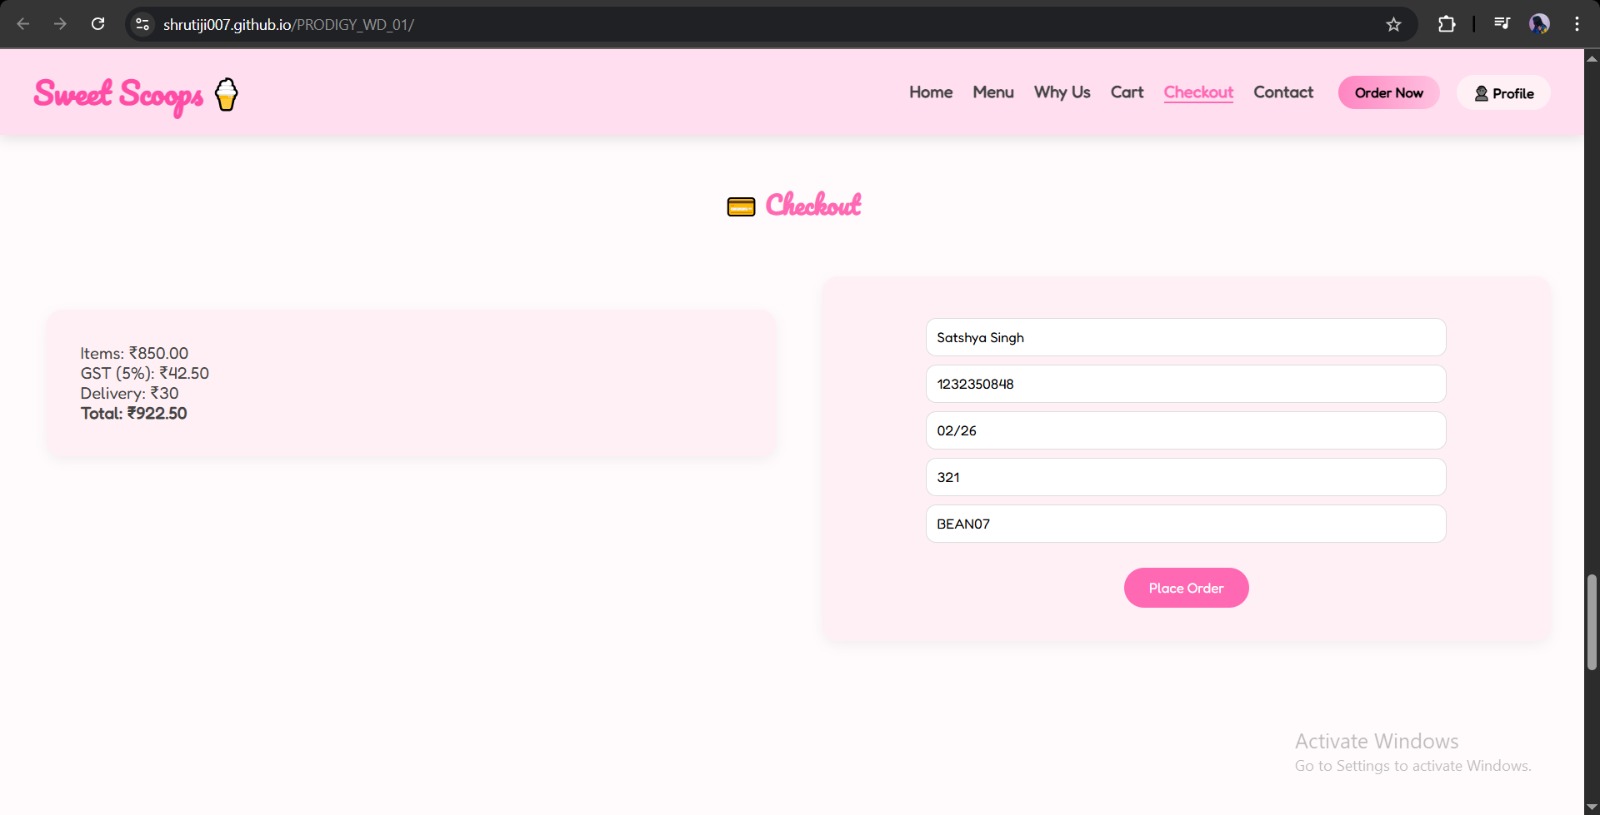 shrutiji007.github.io/PRODIGY_WD_01/
Sweet Scoops
Home Menu Why Us Cart Checkout Contact Order Now Profile
Checkout
Items: ₹850.00
GST (5%): ₹42.50
Delivery: ₹30
Total: ₹922.50
Satshya Singh
1232350848
02/26
321
BEAN07
Place Order
Activate Windows
Go to Settings to activate Windows.